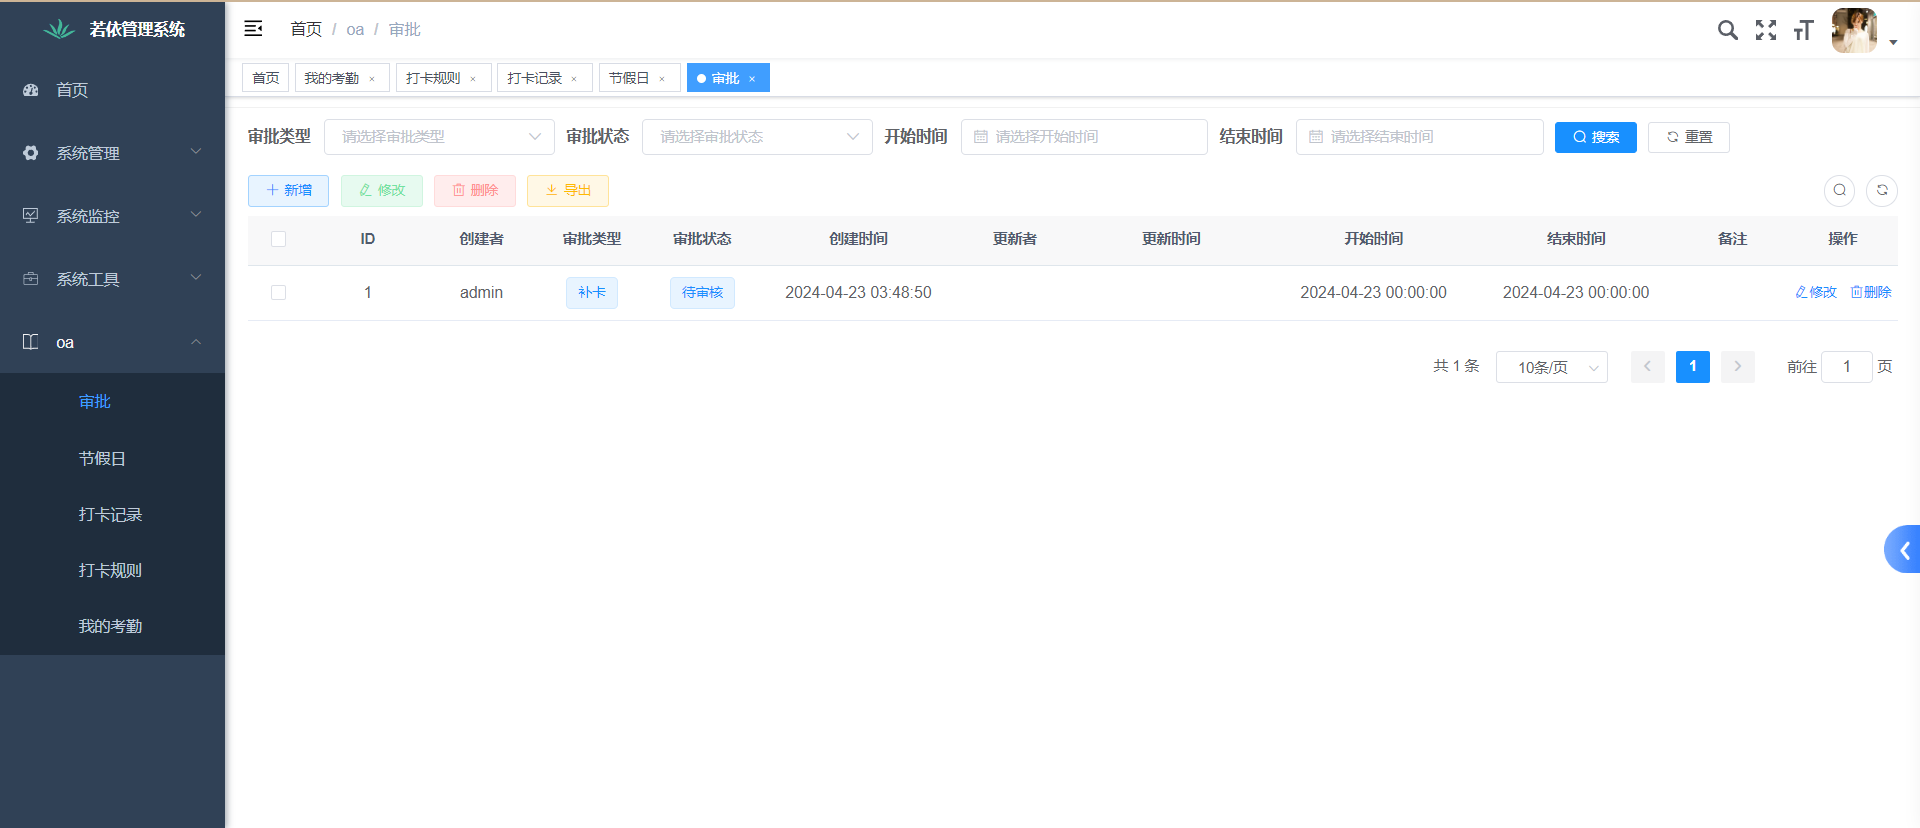 若依管理系统
首页 / oa / 审批
首页
系统管理
系统监控
系统工具
oa
审批
节假日
打卡记录
打卡规则
我的考勤
首页 我的考勤 × 打卡规则 × 打卡记录 × 节假日 × 审批 ×
审批类型 请选择审批类型 审批状态 请选择审批状态 开始时间 请选择开始时间 结束时间 请选择结束时间 搜索 重置
新增 修改 删除 导出
ID 创建者 审批类型 审批状态 创建时间 更新者 更新时间 开始时间 结束时间 备注 操作
1 admin 补卡 待审核 2024-04-23 03:48:50 2024-04-23 00:00:00 2024-04-23 00:00:00 修改 删除
共 1 条 10条/页 1 前往 1 页